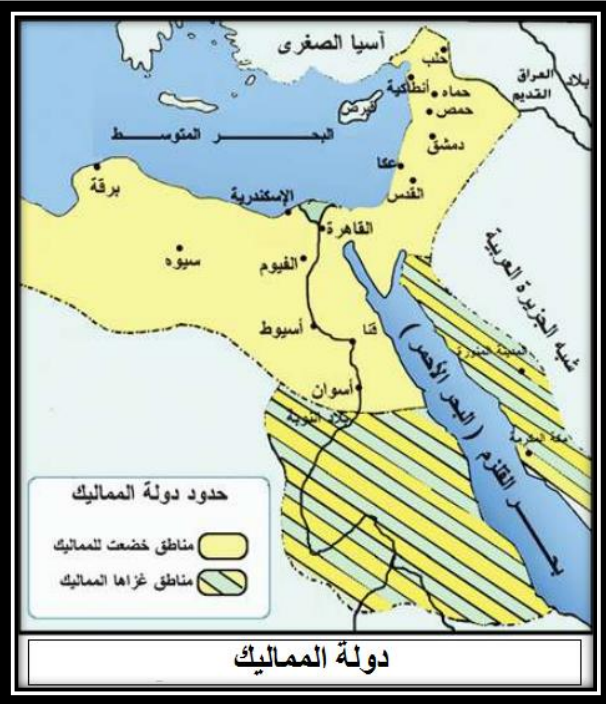 آسيا الصغرى
حلب
أنطاكية
حماه
حمص
دمشق
بلاد العراق القديم
قبرص
البحر المتوسط
عكا
القدس
برقة
الإسكندرية
القاهرة
سيوه
الفيوم
شبه الجزيرة العربية
أسيوط
قنا
المدينة المنورة
أسوان
بلاد النوبة
مكة المكرمة
بحر القلزم ( البحر الأحمر )
حدود دولة المماليك
مناطق خضعت للمماليك
مناطق غزاها المماليك
دولة المماليك